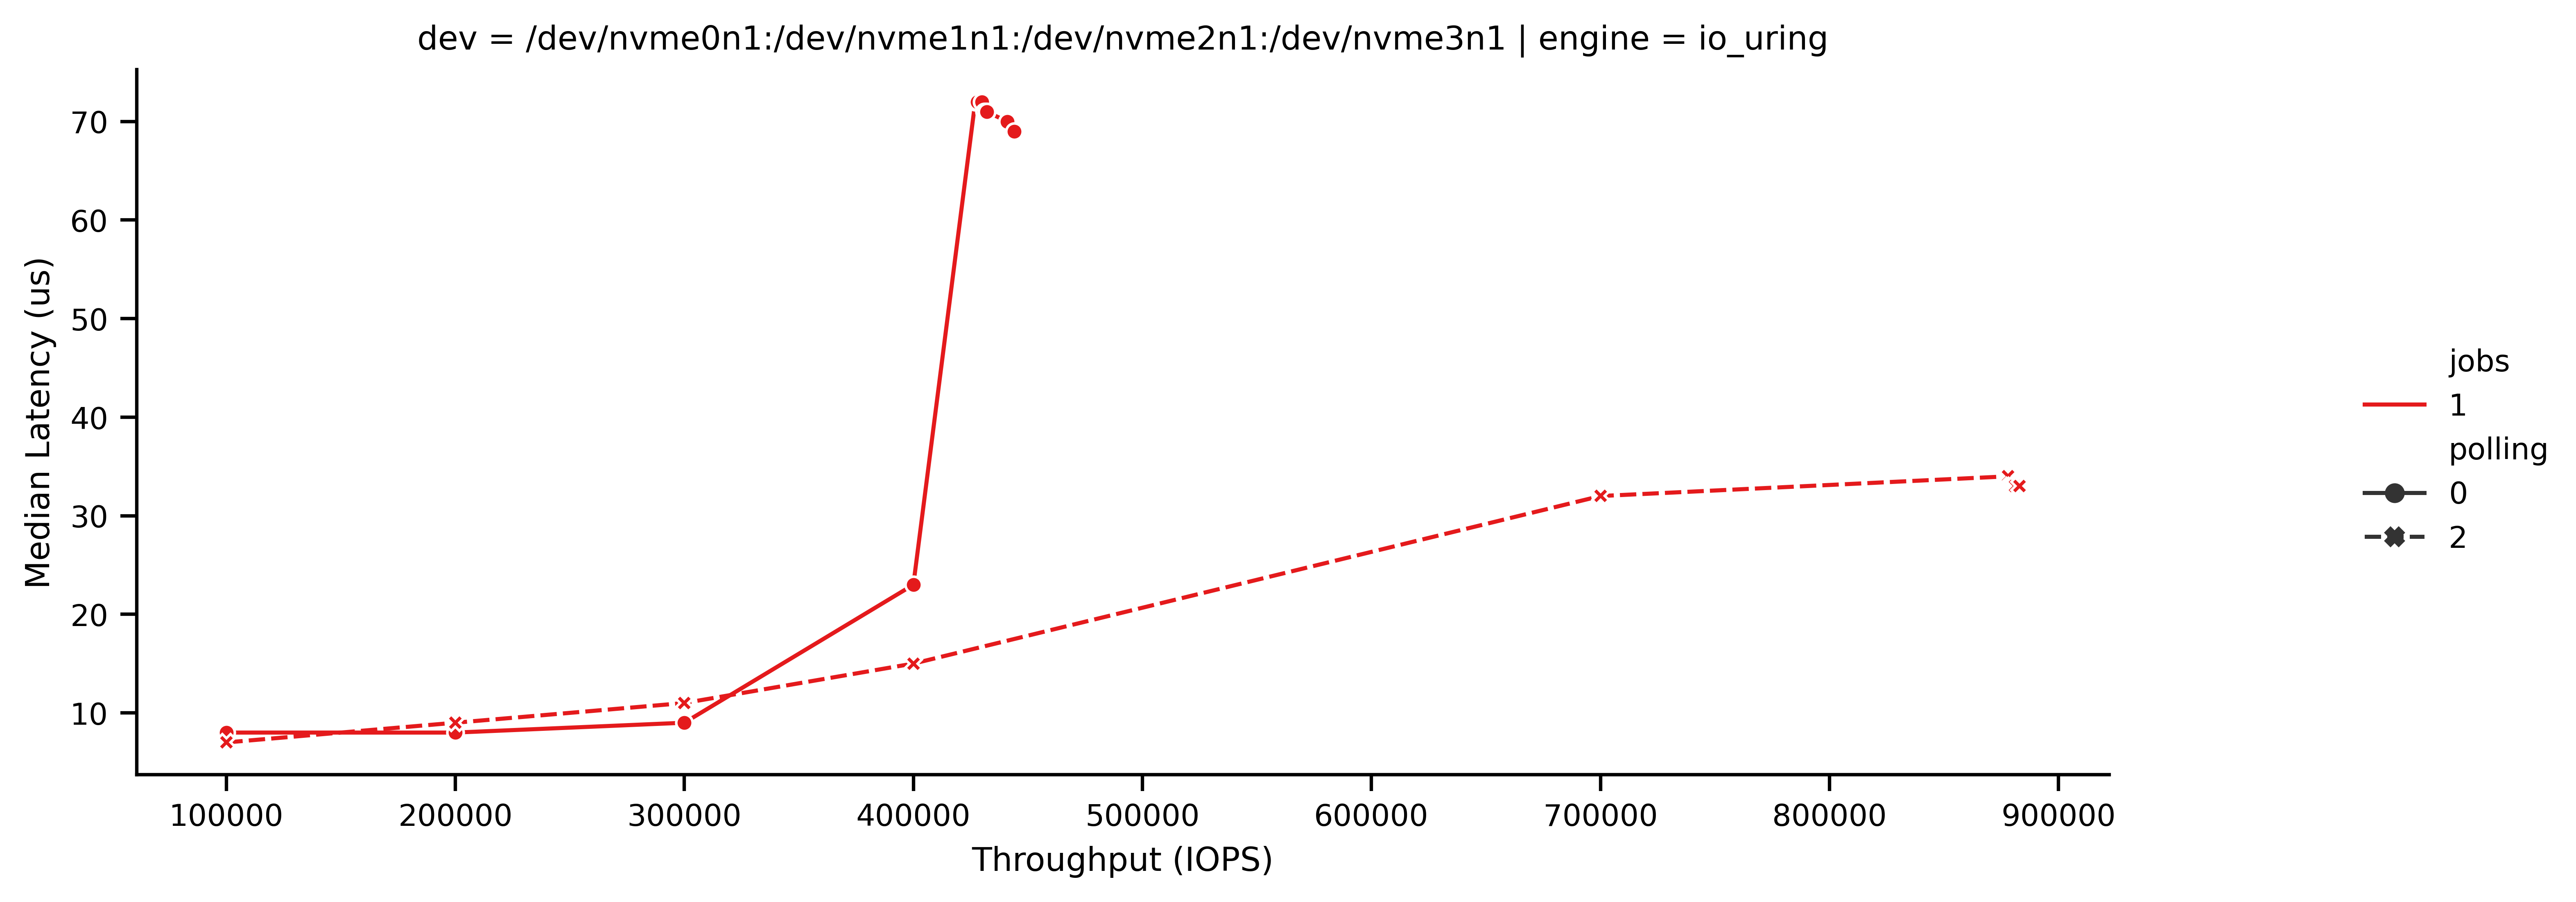 dev = /dev/nvme0n1:/dev/nvme1n1:/dev/nvme2n1:/dev/nvme3n1 | engine = io_uring
Median Latency (us)
70
60
50
40
30
20
10
100000 200000 300000 400000 500000 600000 700000 800000 900000
Throughput (IOPS)
jobs
1
polling
0
2